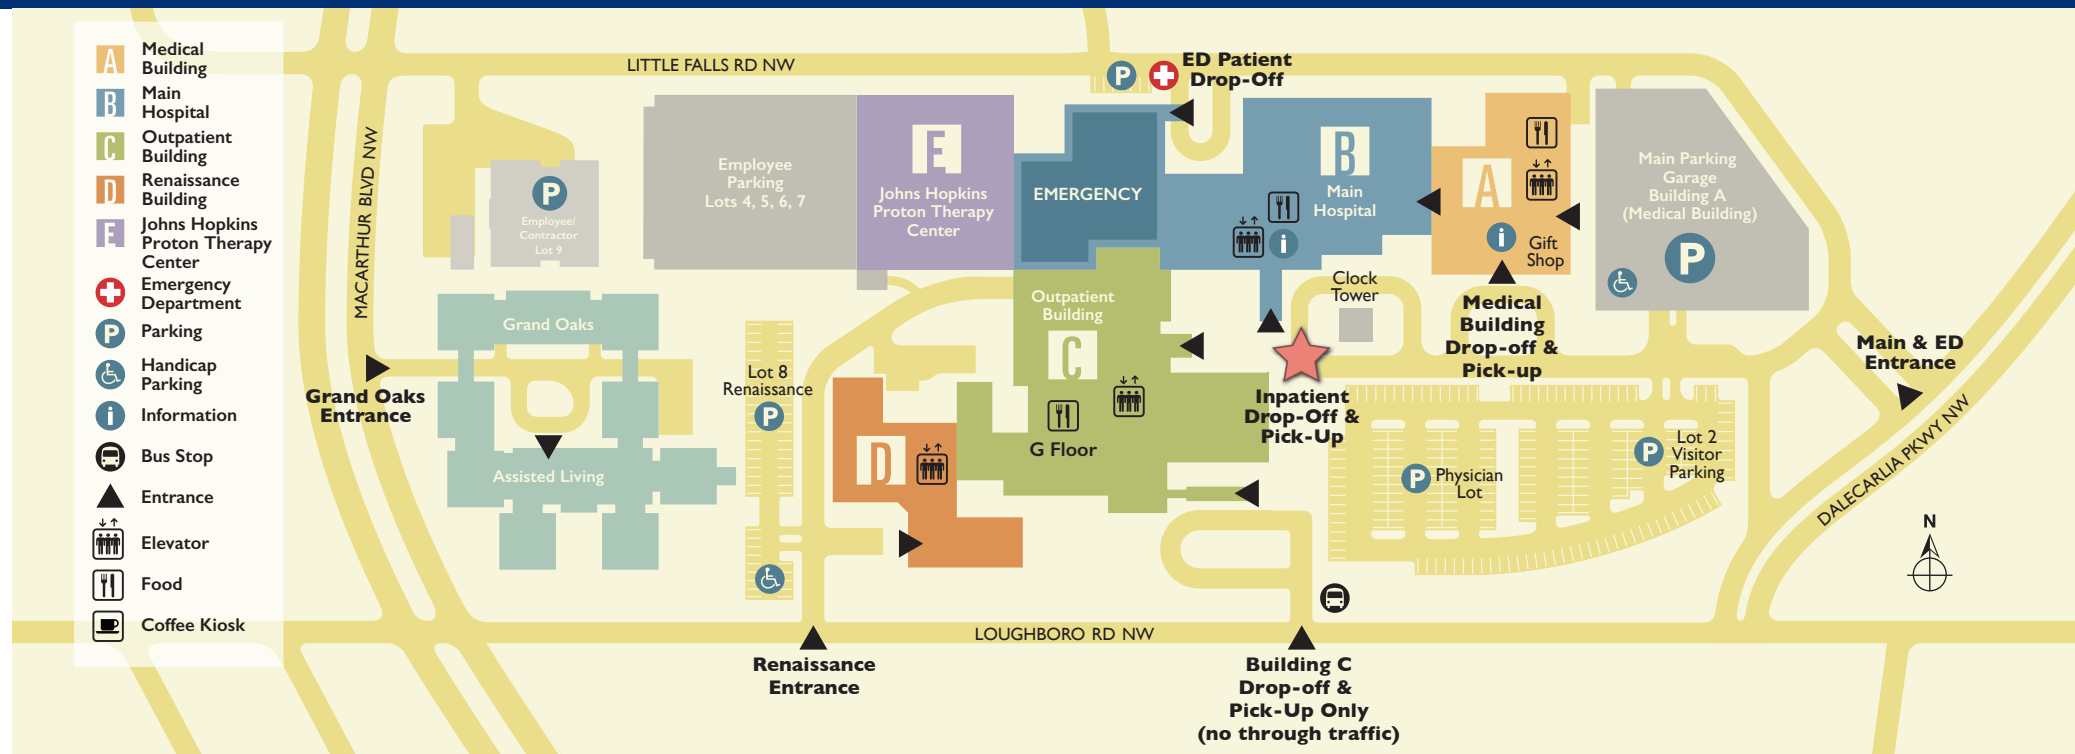 A
Medical
Building
B
Main
Hospital
C
Outpatient
Building
D
Renaissance
Building
E
Johns Hopkins
Proton Therapy
Center
Emergency
Department
P
Parking
Handicap
Parking
i
Information
Bus Stop
Entrance
Elevator
Food
Coffee Kiosk
LITTLE FALLS RD NW
MACARTHUR BLVD NW
P
Employee/
Contractor
Lot 9
Employee
Parking
Lots 4, 5, 6, 7
E
Johns Hopkins
Proton Therapy
Center
EMERGENCY
P
ED Patient
Drop-Off
B
Main
Hospital
i
A
i
Gift
Shop
Main Parking
Garage
Building A
(Medical Building)
P
Clock
Tower
Medical
Building
Drop-off &
Pick-up
Main & ED
Entrance
Grand Oaks
Grand Oaks
Entrance
Assisted Living
Lot 8
Renaissance
P
Outpatient
Building
C
G Floor
D
Inpatient
Drop-Off &
Pick-Up
P
Physician
Lot
P
Lot 2
Visitor
Parking
DALECARLIA PKWY NW
N
LOUGHBORO RD NW
Renaissance
Entrance
Building C
Drop-off &
Pick-Up Only
(no through traffic)